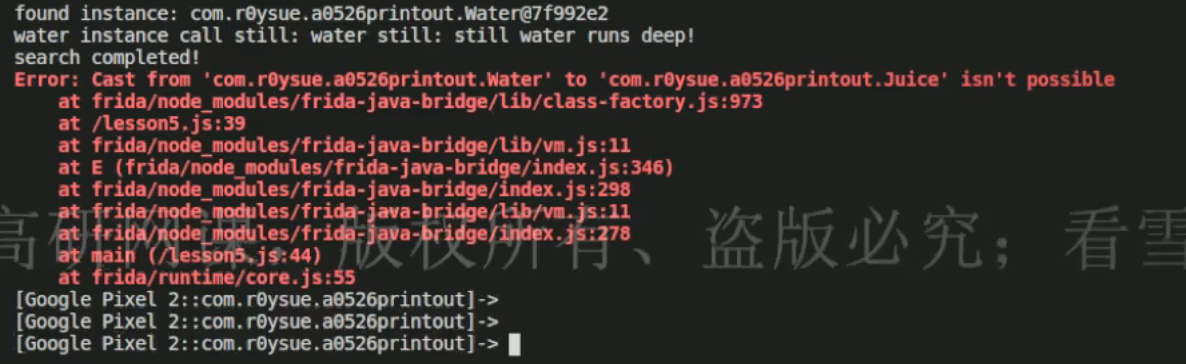 found instance: com.r0ysue.a0526printout.Water@7f992e2
water instance call still: water still: still water runs deep!
search completed!
Error: Cast from 'com.r0ysue.a0526printout.Water' to 'com.r0ysue.a0526printout.Juice' isn't possible
    at frida/node_modules/frida-java-bridge/lib/class-factory.js:973
    at /lesson5.js:39
    at frida/node_modules/frida-java-bridge/lib/vm.js:11
    at E (frida/node_modules/frida-java-bridge/index.js:346)
    at frida/node_modules/frida-java-bridge/index.js:298
    at frida/node_modules/frida-java-bridge/lib/vm.js:11
    at frida/node_modules/frida-java-bridge/index.js:278
高研网课，版权所有、盗版必究；看雪
    at main (/lesson5.js:44)
    at frida/runtime/core.js:55
[Google Pixel 2::com.r0ysue.a0526printout]->
[Google Pixel 2::com.r0ysue.a0526printout]->
[Google Pixel 2::com.r0ysue.a0526printout]->